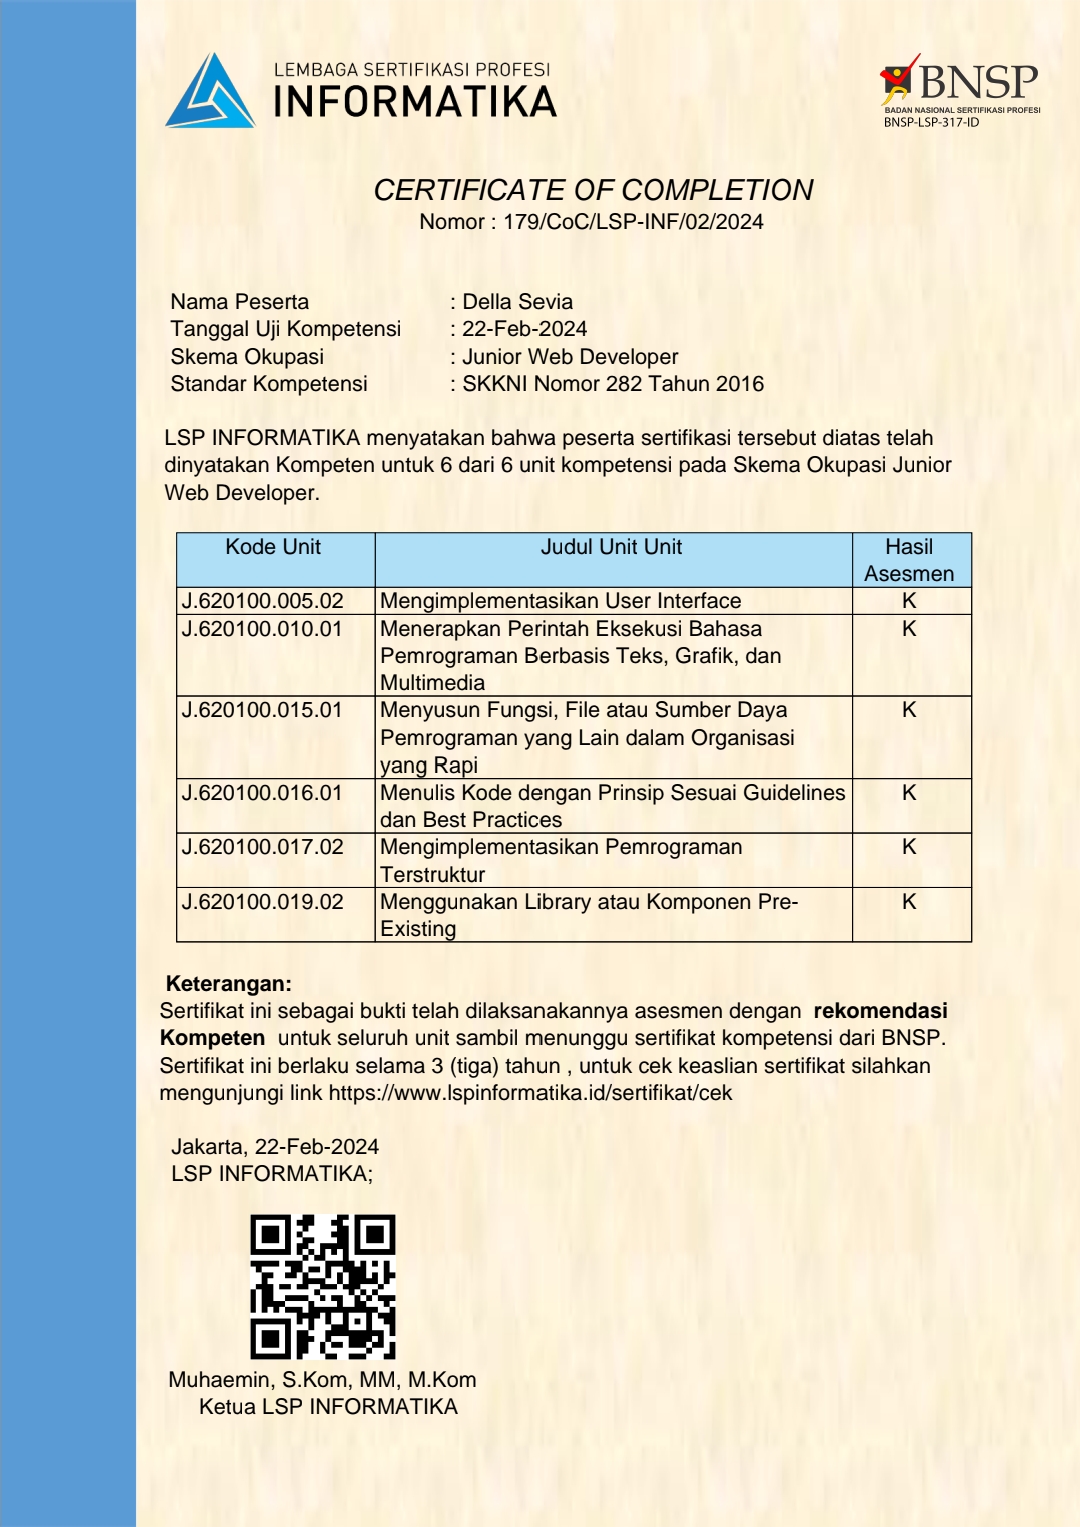 LEMBAGA SERTIFIKASI PROFESI
INFORMATIKA
BNSP
BADAN NASIONAL SERTIFIKASI PROFESI
BNSP-LSP-317-ID
CERTIFICATE OF COMPLETION
Nomor : 179/CoC/LSP-INF/02/2024
Nama Peserta : Della Sevia
Tanggal Uji Kompetensi : 22-Feb-2024
Skema Okupasi : Junior Web Developer
Standar Kompetensi : SKKNI Nomor 282 Tahun 2016
LSP INFORMATIKA menyatakan bahwa peserta sertifikasi tersebut diatas telah
dinyatakan Kompeten untuk 6 dari 6 unit kompetensi pada Skema Okupasi Junior
Web Developer.
Kode Unit Judul Unit Unit Hasil
Asesmen
J.620100.005.02 Mengimplementasikan User Interface K
J.620100.010.01 Menerapkan Perintah Eksekusi Bahasa K
Pemrograman Berbasis Teks, Grafik, dan
Multimedia
J.620100.015.01 Menyusun Fungsi, File atau Sumber Daya K
Pemrograman yang Lain dalam Organisasi
yang Rapi
J.620100.016.01 Menulis Kode dengan Prinsip Sesuai Guidelines K
dan Best Practices
J.620100.017.02 Mengimplementasikan Pemrograman K
Terstruktur
J.620100.019.02 Menggunakan Library atau Komponen Pre- K
Existing
Keterangan:
Sertifikat ini sebagai bukti telah dilaksanakannya asesmen dengan rekomendasi
Kompeten untuk seluruh unit sambil menunggu sertifikat kompetensi dari BNSP.
Sertifikat ini berlaku selama 3 (tiga) tahun , untuk cek keaslian sertifikat silahkan
mengunjungi link https://www.lspinformatika.id/sertifikat/cek
Jakarta, 22-Feb-2024
LSP INFORMATIKA;
Muhaemin, S.Kom, MM, M.Kom
Ketua LSP INFORMATIKA